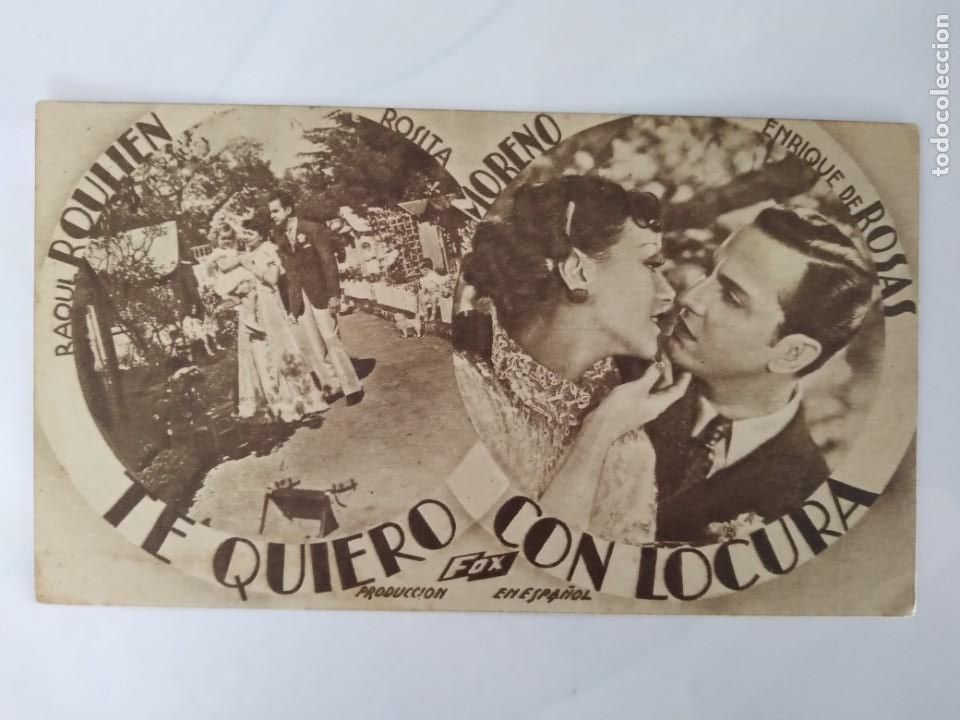 RAOUL ROULIEN
ROSITA MORENO
ENRIQUE DE ROSAS
TE QUIERO CON LOCURA
FOX
PRODUCCION EN ESPAÑOL
todocoleccion